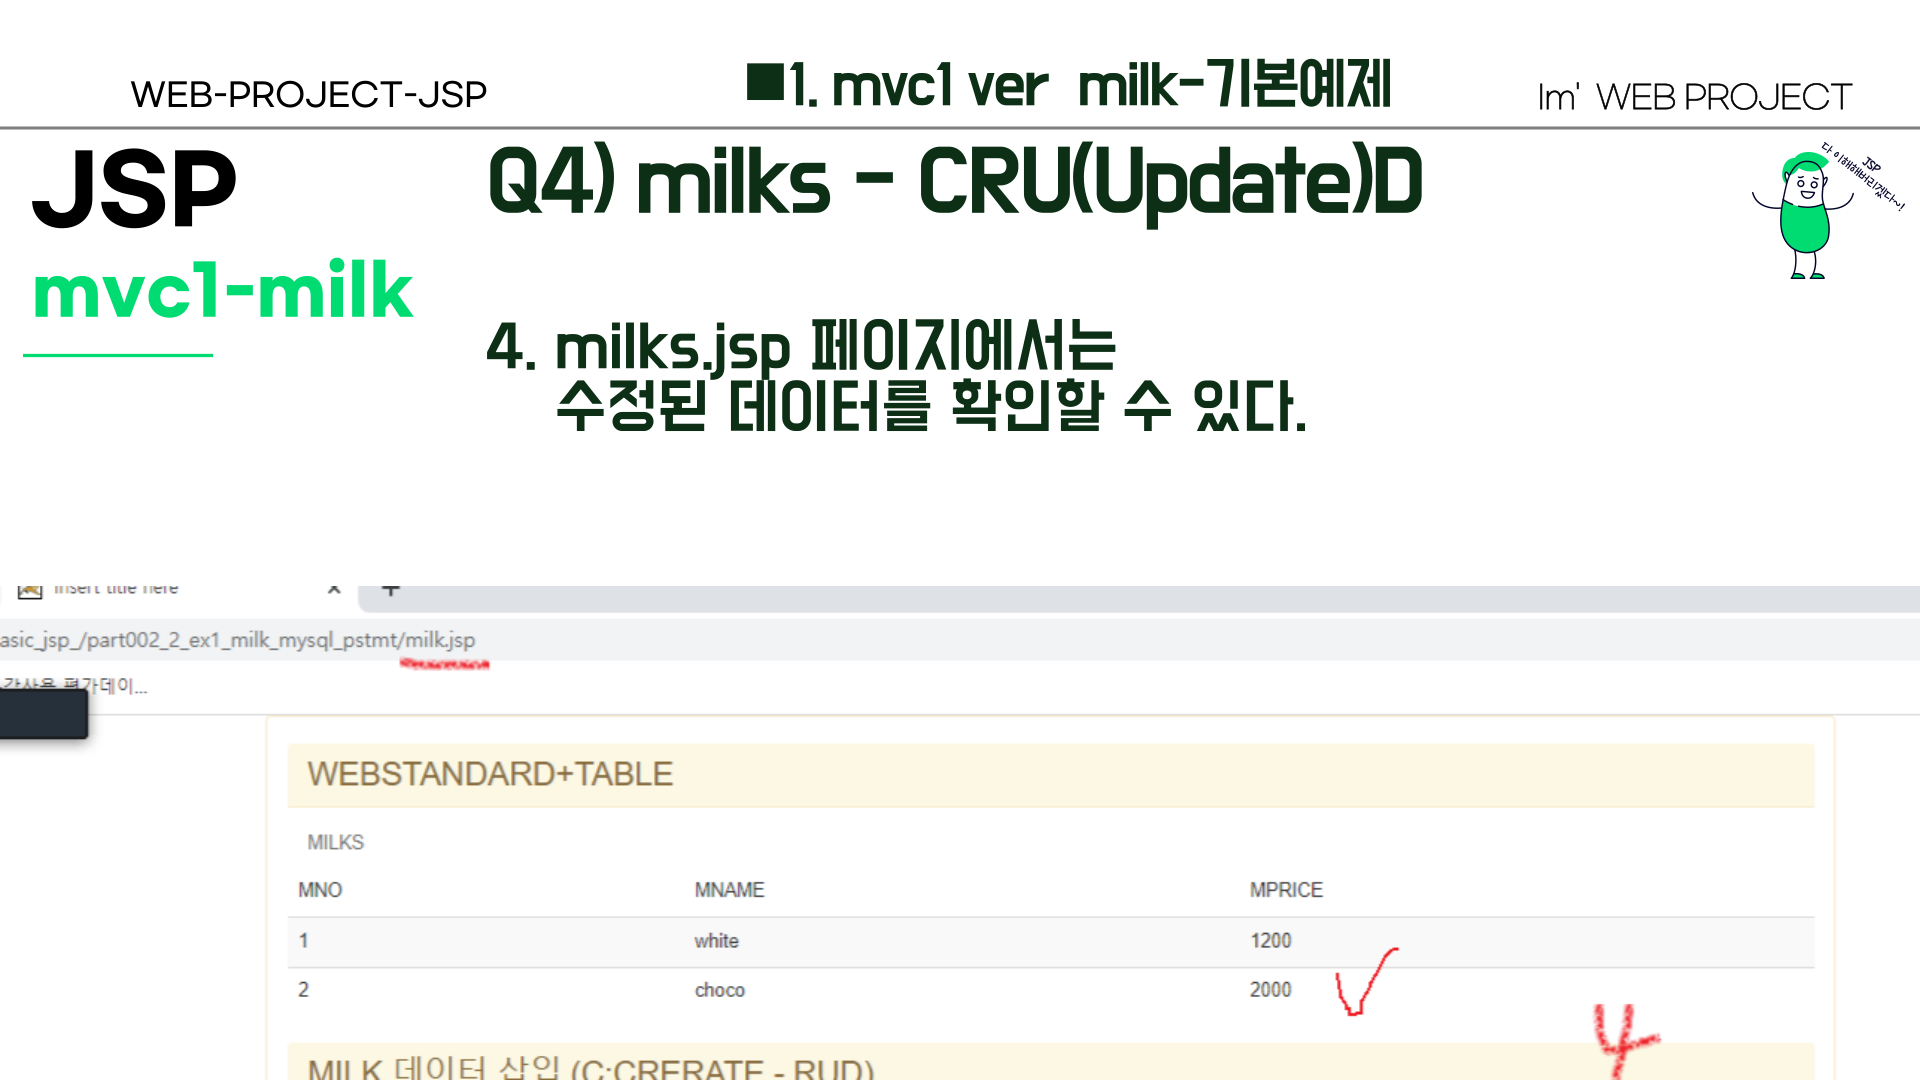 WEB-PROJECT-JSP
■1. mvc1 ver milk-기본예제
Im' WEB PROJECT
JSP
mvc1-milk
Q4) milks - CRU(Update)D
JSP
다 이해해버리겠다~!
4. milks.jsp 페이지에서는
수정된 데이터를 확인할 수 있다.
Insert title here
asic_jsp_/part002_2_ex1_milk_mysql_pstmt/milk.jsp
평가데이...
WEBSTANDARD+TABLE
MILKS
MNO MNAME MPRICE
1 white 1200
2 choco 2000
4
MILK 데이터 삽입 (C:CRERATE - RUD)